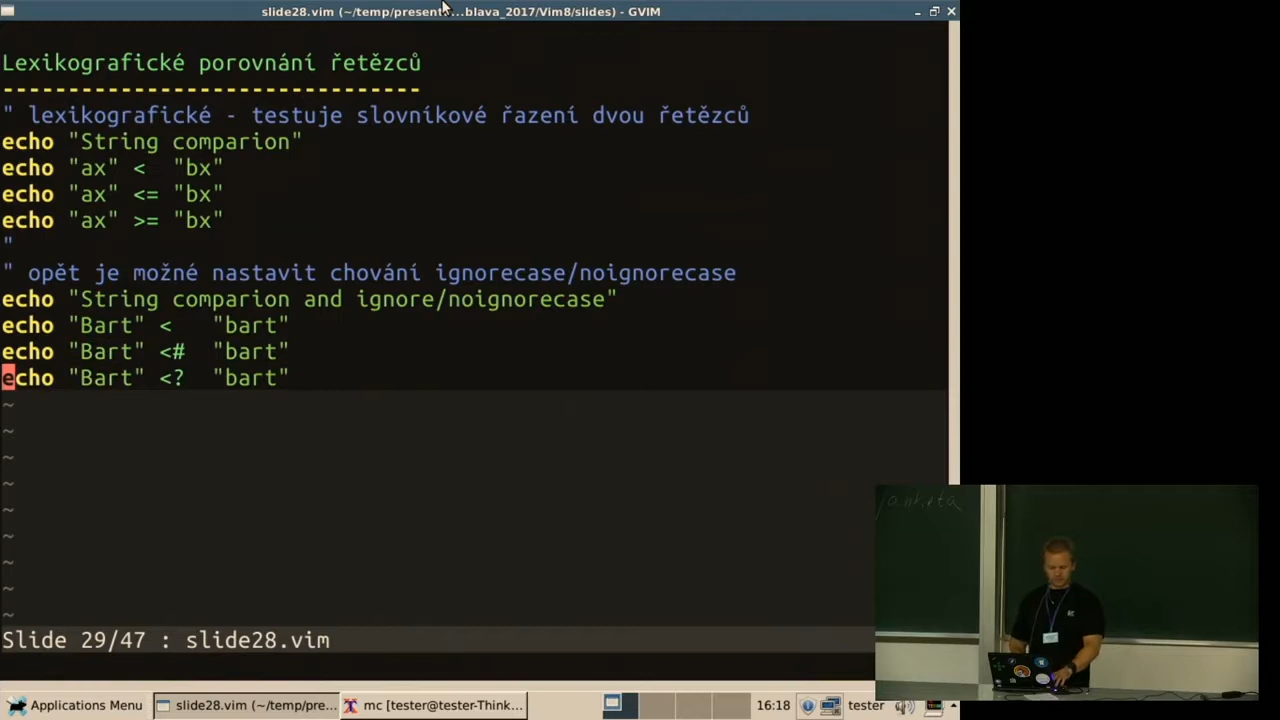 slide28.vim (~/temp/presenta...blava_2017/Vim8/slides) - GVIM
Lexikografické porovnání řetězců
--------------------------------
" lexikografické - testuje slovníkové řazení dvou řetězců
echo "String comparion"
echo "ax" <  "bx"
echo "ax" <= "bx"
echo "ax" >= "bx"
"
" opět je možné nastavit chování ignorecase/noignorecase
echo "String comparion and ignore/noignorecase"
echo "Bart" <   "bart"
echo "Bart" <#  "bart"
echo "Bart" <?  "bart"
~
~
~
~
~
~
~
~
~
Slide 29/47 : slide28.vim
anketa
Applications Menu
slide28.vim (~/temp/pre...
mc [tester@tester-Think...
16:18
tester